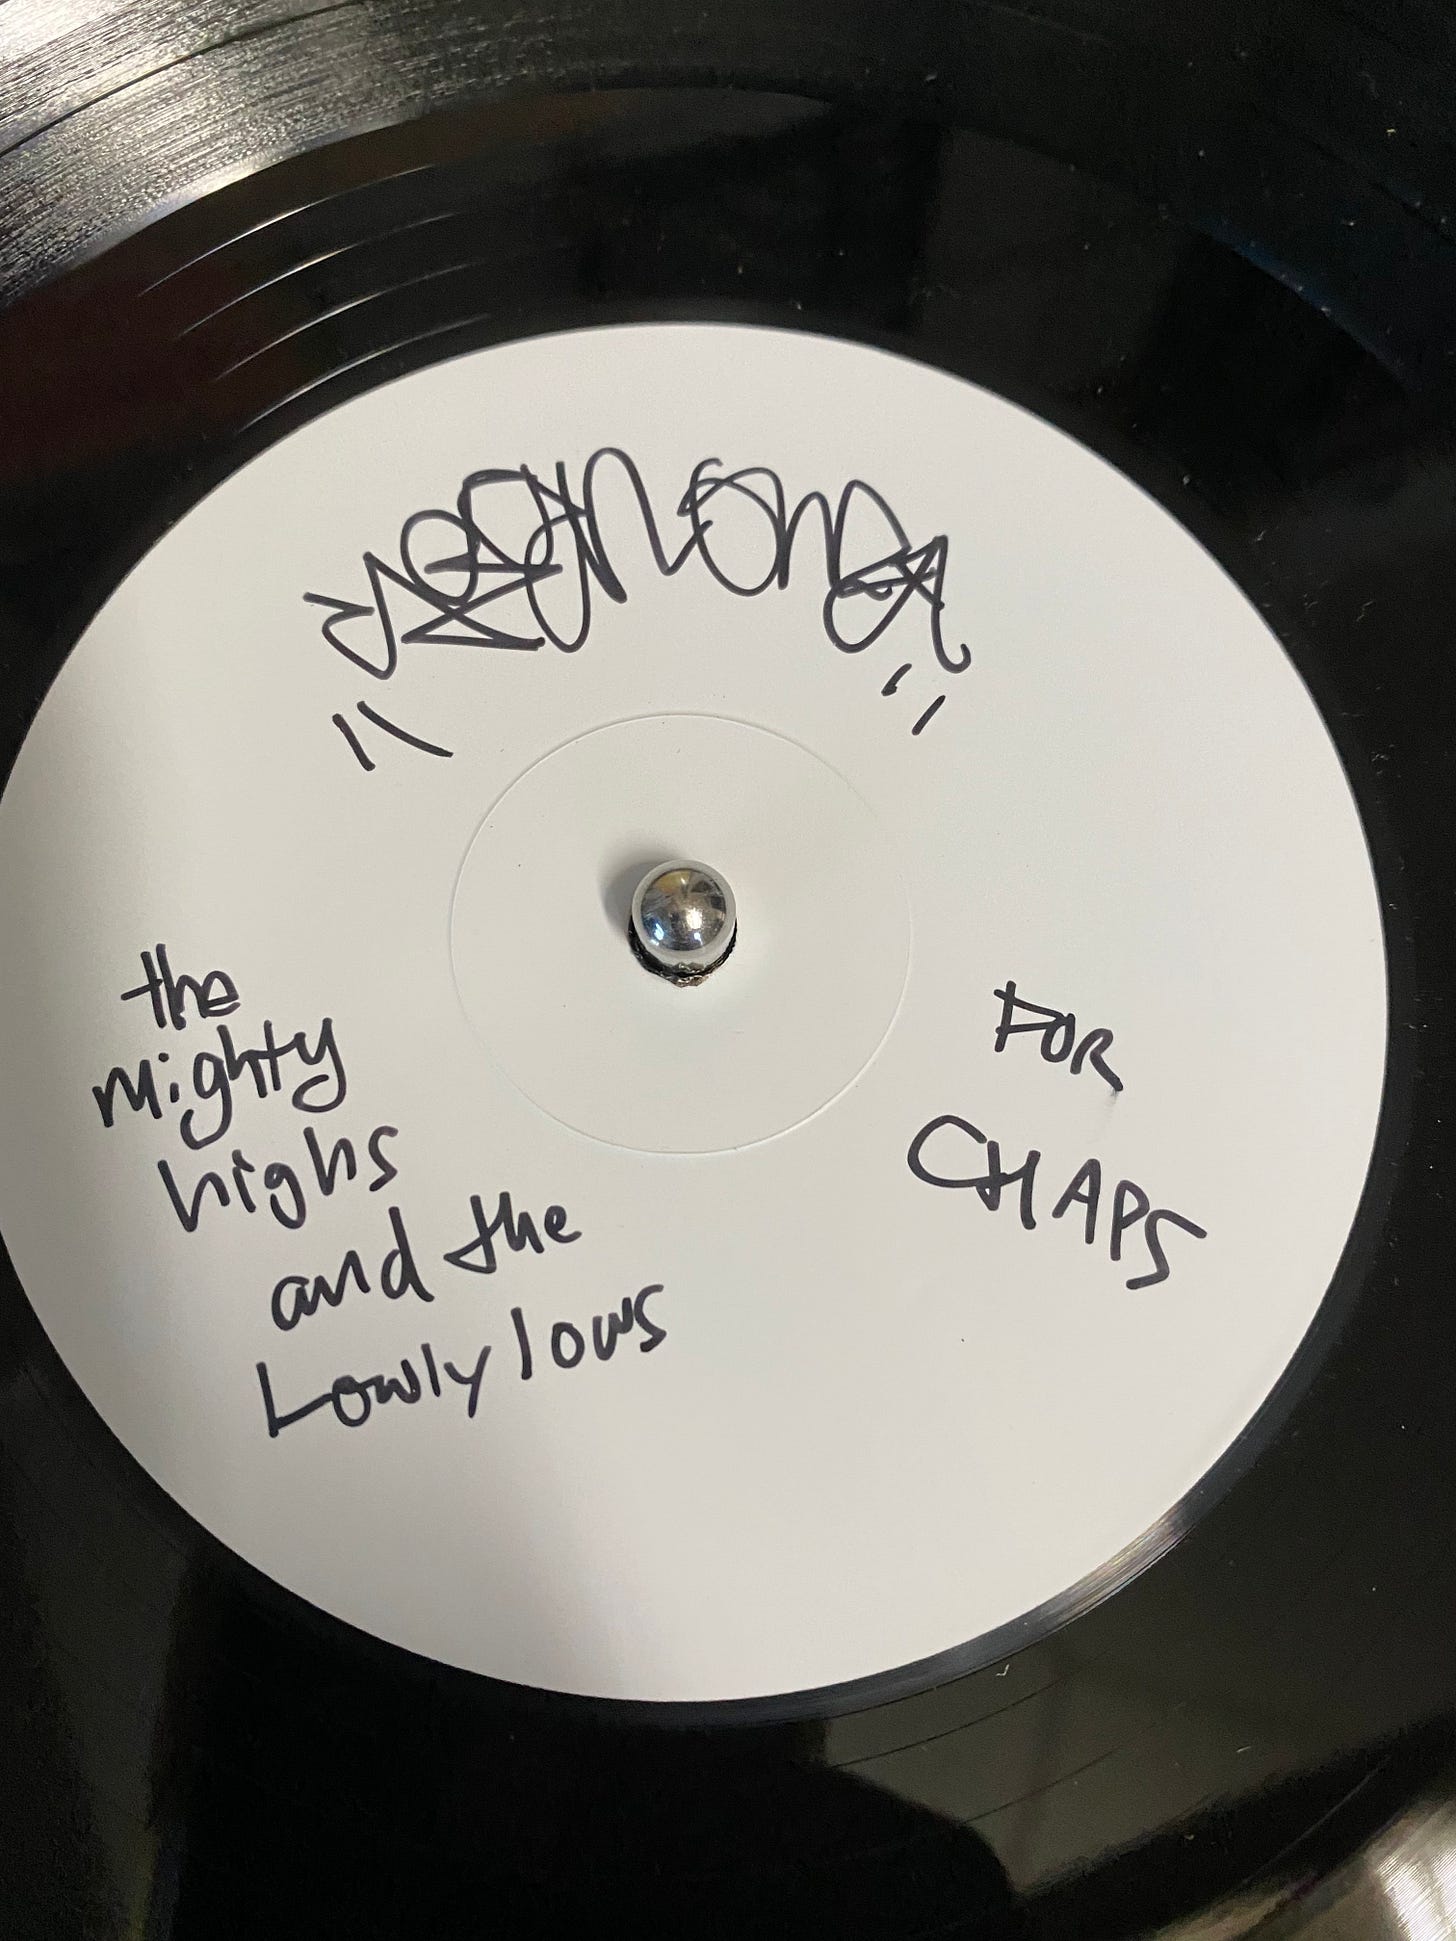 the
mighty
highs
and the
Lowly lows
FOR
CHAPS